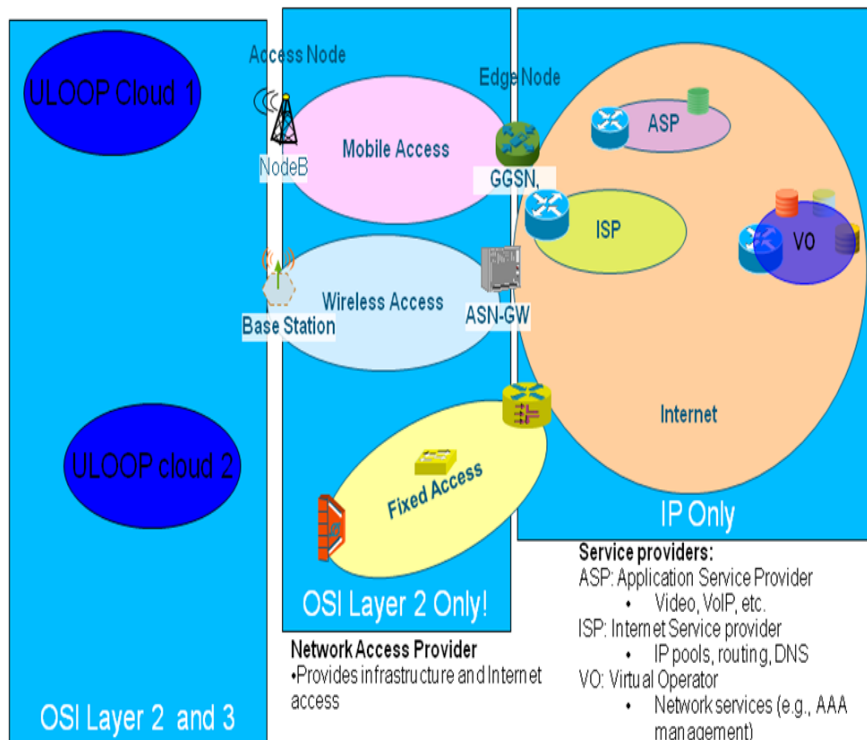 ULOOP Cloud 1
ULOOP cloud 2
OSI Layer 2 and 3
Access Node
NodeB
Mobile Access
Base Station
Wireless Access
Fixed Access
OSI Layer 2 Only!
Network Access Provider
•Provides infrastructure and Internet
access
Edge Node
GGSN,
ASN-GW
ASP
ISP
VO
Internet
IP Only
Service providers:
ASP: Application Service Provider
• Video, VoIP, etc.
ISP: Internet Service provider
• IP pools, routing, DNS
VO: Virtual Operator
• Network services (e.g., AAA
management)